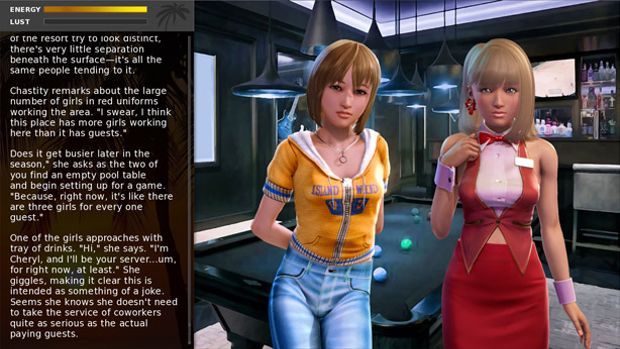 ENERGY
LUST
of the resort try to look distinct,
there's very little separation
beneath the surface—it's all the
same people tending to it.
Chastity remarks about the large
number of girls in red uniforms
working the area. "I swear, I think
this place has more girls working
here than it has guests."
Does it get busier later in the
season," she asks as the two of
you find an empty pool table
and begin setting up for a game.
"Because, right now, it's like there
are three girls for every one
guest."
One of the girls approaches with
tray of drinks. "Hi," she says. "I'm
Cheryl, and I'll be your server...um,
for right now, at least." She
giggles, making it clear this is
intended as something of a joke.
Seems she knows she doesn't need
to take the service of coworkers
quite as serious as the actual
paying guests.
ISLAND